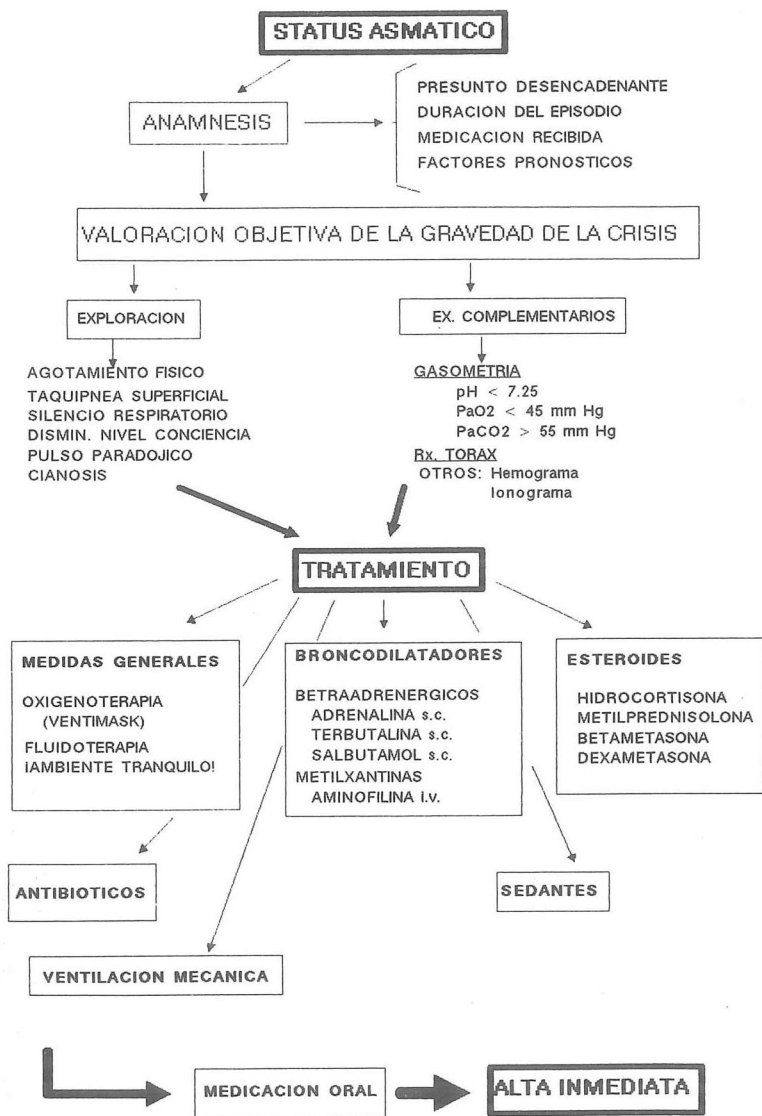 STATUS ASMATICO
ANAMNESIS
PRESUNTO DESENCADENANTE
DURACION DEL EPISODIO
MEDICACION RECIBIDA
FACTORES PRONOSTICOS
VALORACION OBJETIVA DE LA GRAVEDAD DE LA CRISIS
EXPLORACION
AGOTAMIENTO FISICO
TAQUIPNEA SUPERFICIAL
SILENCIO RESPIRATORIO
DISMIN. NIVEL CONCIENCIA
PULSO PARADOJICO
CIANOSIS
EX. COMPLEMENTARIOS
GASOMETRIA
pH < 7.25
PaO2 < 45 mm Hg
PaCO2 > 55 mm Hg
Rx. TORAX
OTROS: Hemograma
Ionograma
TRATAMIENTO
MEDIDAS GENERALES
OXIGENOTERAPIA
(VENTIMASK)
FLUIDOTERAPIA
¡AMBIENTE TRANQUILO!
BRONCODILATADORES
BETRAADRENERGICOS
ADRENALINA s.c.
TERBUTALINA s.c.
SALBUTAMOL s.c.
METILXANTINAS
AMINOFILINA i.v.
ESTEROIDES
HIDROCORTISONA
METILPREDNISOLONA
BETAMETASONA
DEXAMETASONA
ANTIBIOTICOS
SEDANTES
VENTILACION MECANICA
MEDICACION ORAL
ALTA INMEDIATA